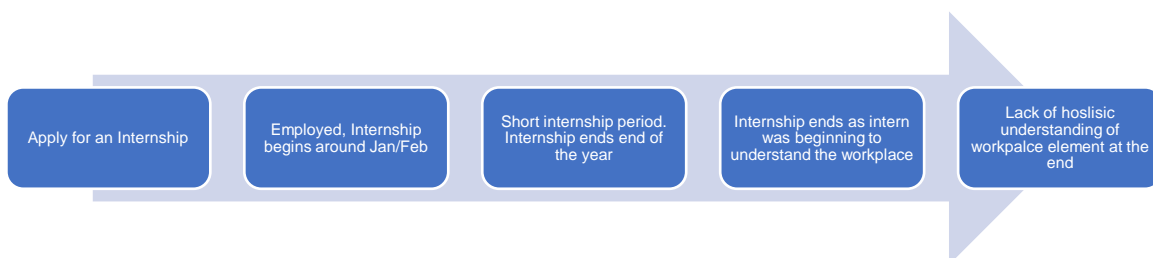 Apply for an Internship
Employed, Internship
begins around Jan/Feb
Short internship period.
Internship ends end of
the year
Internship ends as intern
was beginning to
understand the workplace
Lack of hoslisic
understanding of
workpalce element at the
end